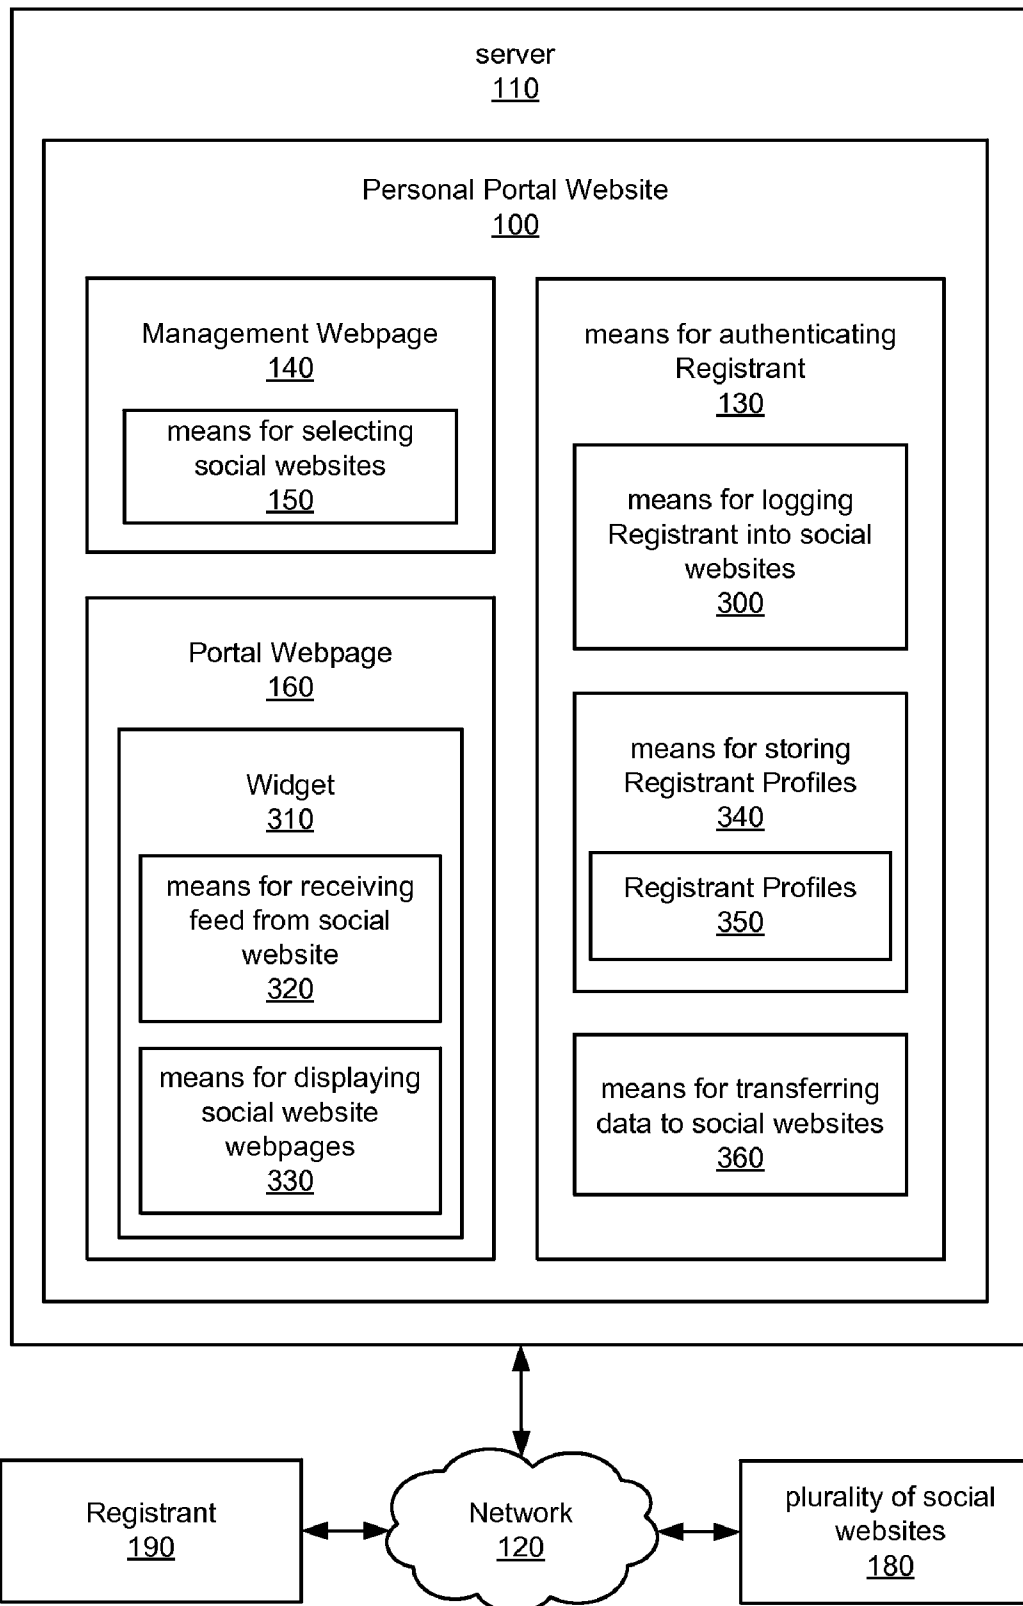 server
110
Personal Portal Website
100
Management Webpage
140
means for selecting
social websites
150
Portal Webpage
160
Widget
310
means for receiving
feed from social
website
320
means for displaying
social website
webpages
330
means for authenticating
Registrant
130
means for logging
Registrant into social
websites
300
means for storing
Registrant Profiles
340
Registrant Profiles
350
means for transferring
data to social websites
360
Registrant
190
Network
120
plurality of social
websites
180